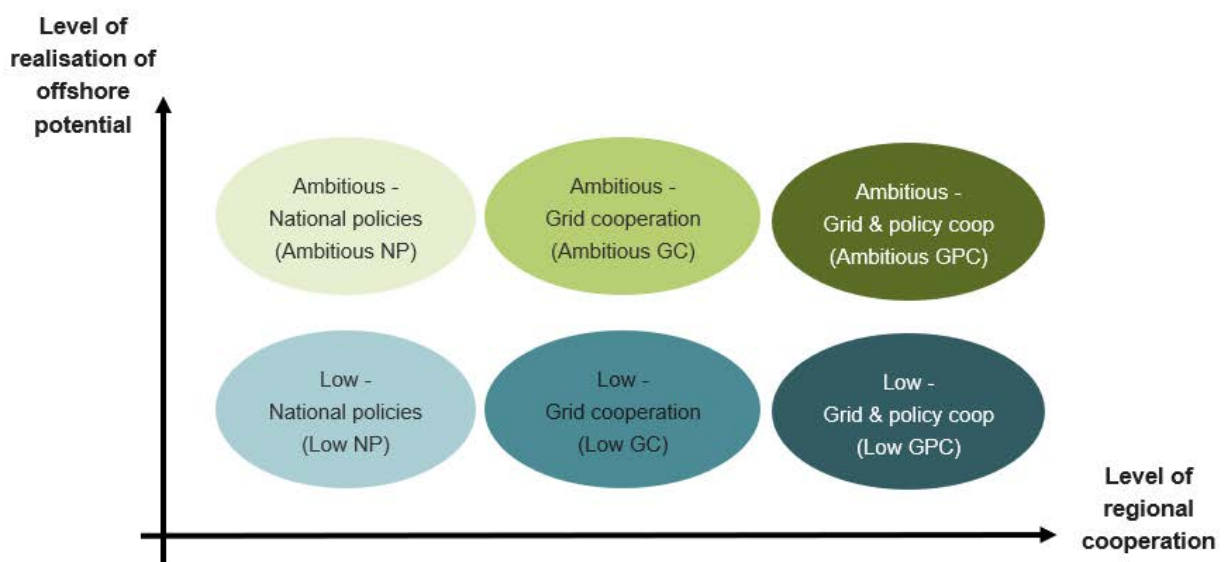 Level of
realisation of
offshore
potential
Ambitious -
National policies
(Ambitious NP)
Ambitious -
Grid cooperation
(Ambitious GC)
Ambitious -
Grid & policy coop
(Ambitious GPC)
Low -
National policies
(Low NP)
Low -
Grid cooperation
(Low GC)
Low -
Grid & policy coop
(Low GPC)
Level of
regional
cooperation